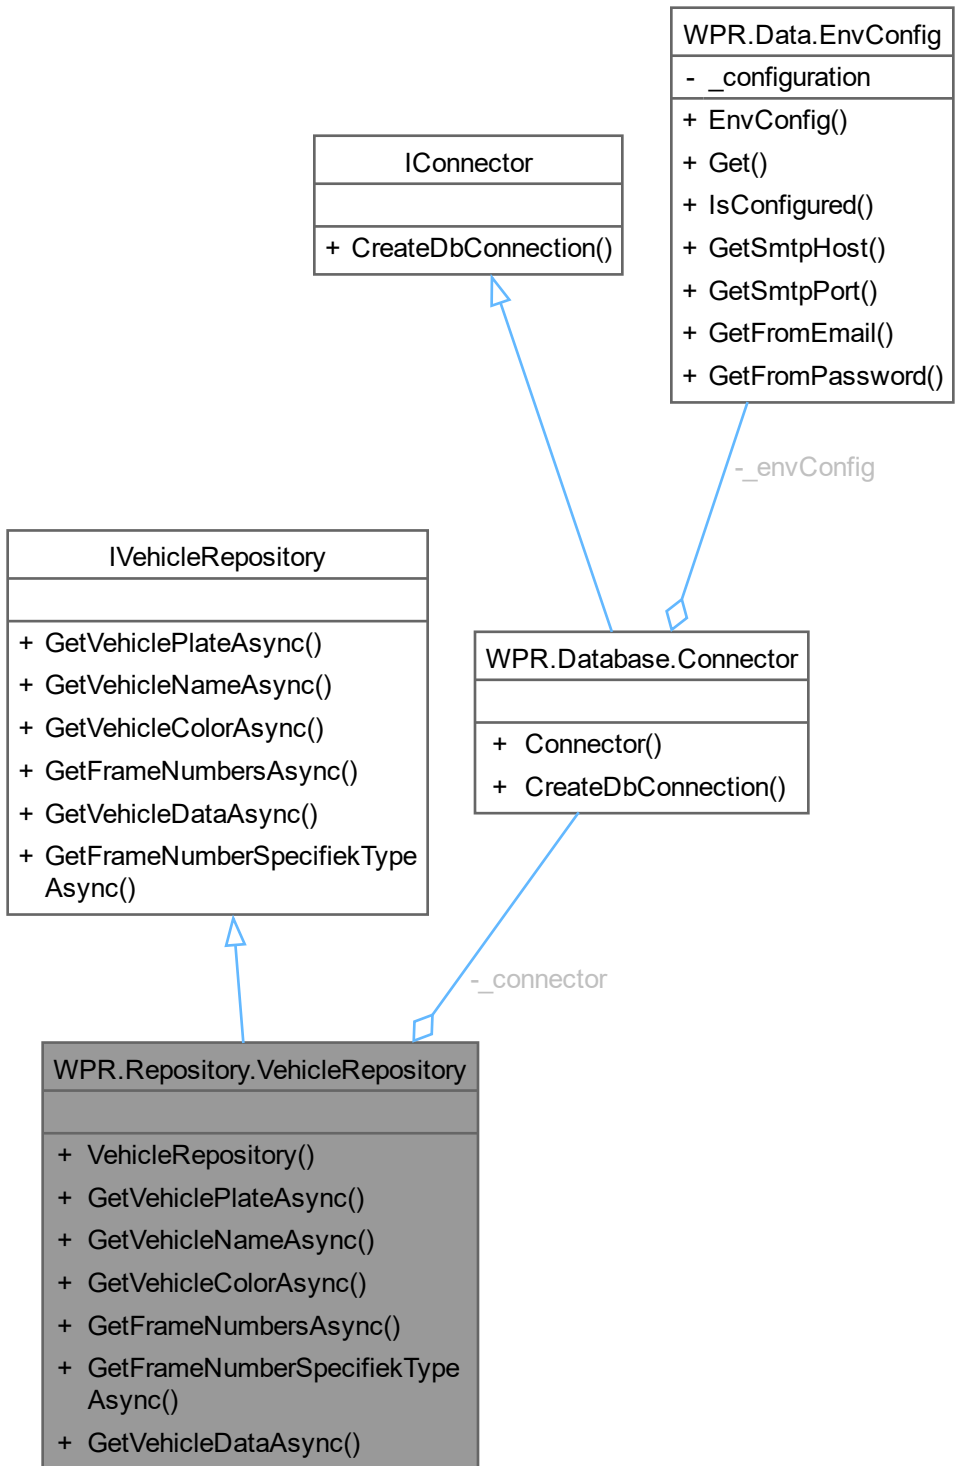 WPR.Data.EnvConfig
- _configuration
+ EnvConfig()
+ Get()
+ IsConfigured()
+ GetSmtpHost()
+ GetSmtpPort()
+ GetFromEmail()
+ GetFromPassword()
IConnector
+ CreateDbConnection()
-_envConfig
IVehicleRepository
+ GetVehiclePlateAsync()
+ GetVehicleNameAsync()
+ GetVehicleColorAsync()
+ GetFrameNumbersAsync()
+ GetVehicleDataAsync()
+ GetFrameNumberSpecifiekType
Async()
WPR.Database.Connector
+ Connector()
+ CreateDbConnection()
-_connector
WPR.Repository.VehicleRepository
+ VehicleRepository()
+ GetVehiclePlateAsync()
+ GetVehicleNameAsync()
+ GetVehicleColorAsync()
+ GetFrameNumbersAsync()
+ GetFrameNumberSpecifiekType
Async()
+ GetVehicleDataAsync()